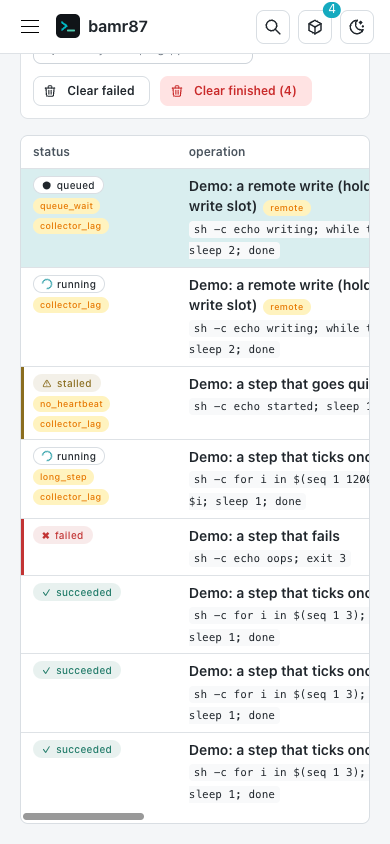 bamr87
4
Clear failed
Clear finished (4)
status operation
queued
queue_wait
collector_lag
Demo: a remote write (hold
write slot) remote
sh -c echo writing; while t
sleep 2; done
running
collector_lag
Demo: a remote write (hold
write slot) remote
sh -c echo writing; while t
sleep 2; done
stalled
no_heartbeat
collector_lag
Demo: a step that goes qui
sh -c echo started; sleep 1
running
long_step
collector_lag
Demo: a step that ticks onc
sh -c for i in $(seq 1 1200
$i; sleep 1; done
failed
Demo: a step that fails
sh -c echo oops; exit 3
succeeded
Demo: a step that ticks onc
sh -c for i in $(seq 1 3);
sleep 1; done
succeeded
Demo: a step that ticks onc
sh -c for i in $(seq 1 3);
sleep 1; done
succeeded
Demo: a step that ticks onc
sh -c for i in $(seq 1 3);
sleep 1; done